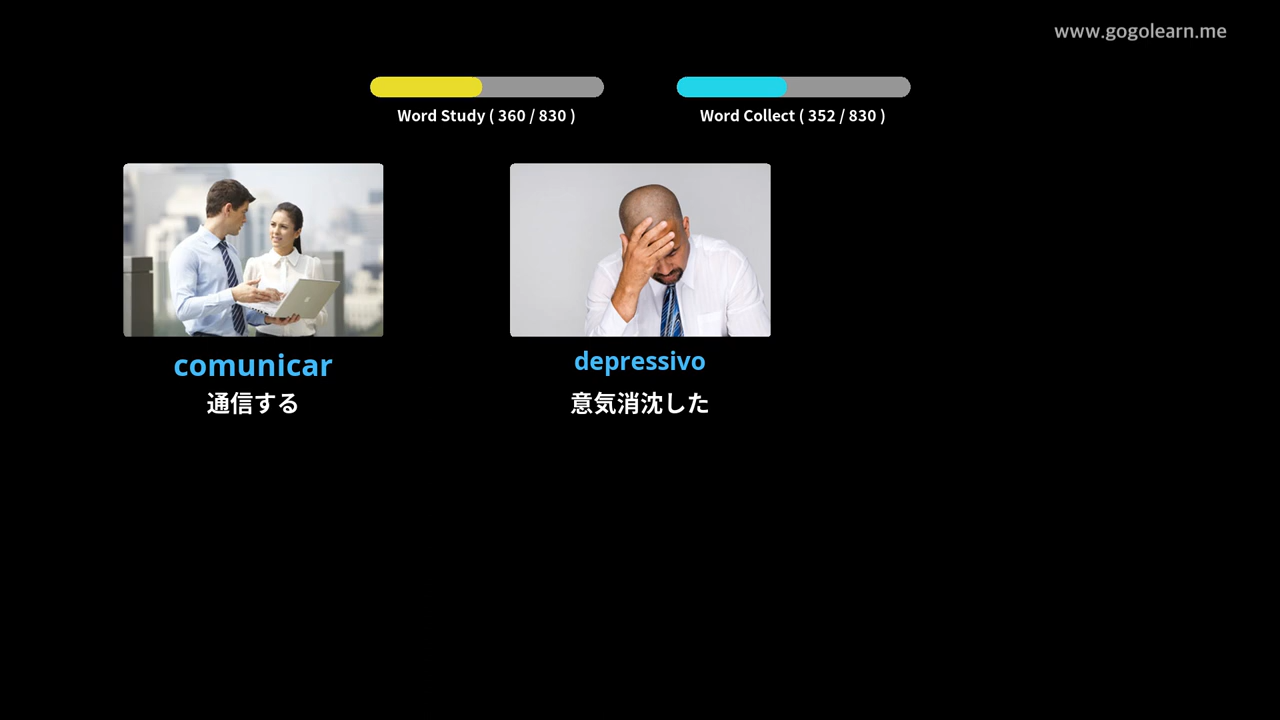 www.gogolearn.me
Word Study ( 360 / 830 )
Word Collect ( 352 / 830 )
comunicar
通信する
depressivo
意気消沈した